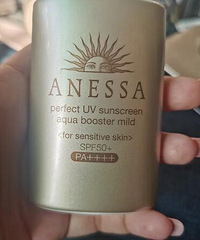 ANESSA
perfect UV sunscreen
aqua booster mild
<for sensitive skin>
SPF50+
PA++++